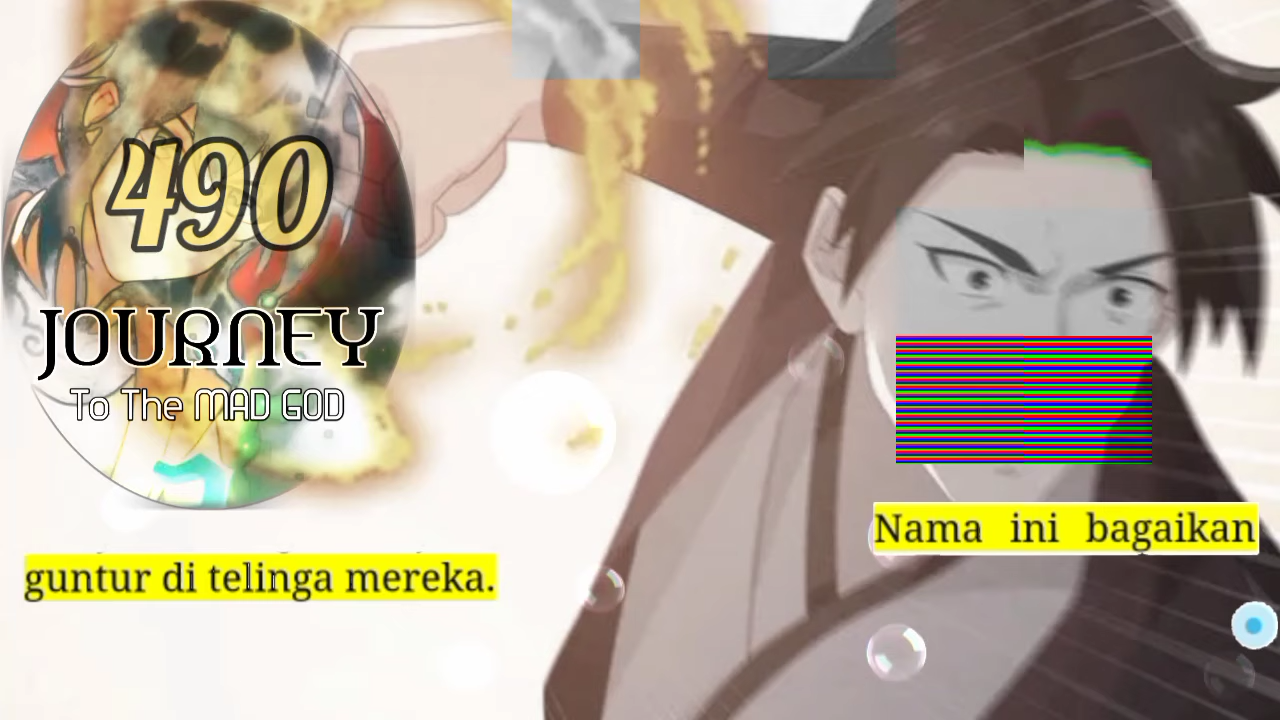 490
JOURNEY
To The MAD GOD
Nama ini bagaikan
guntur di telinga mereka.